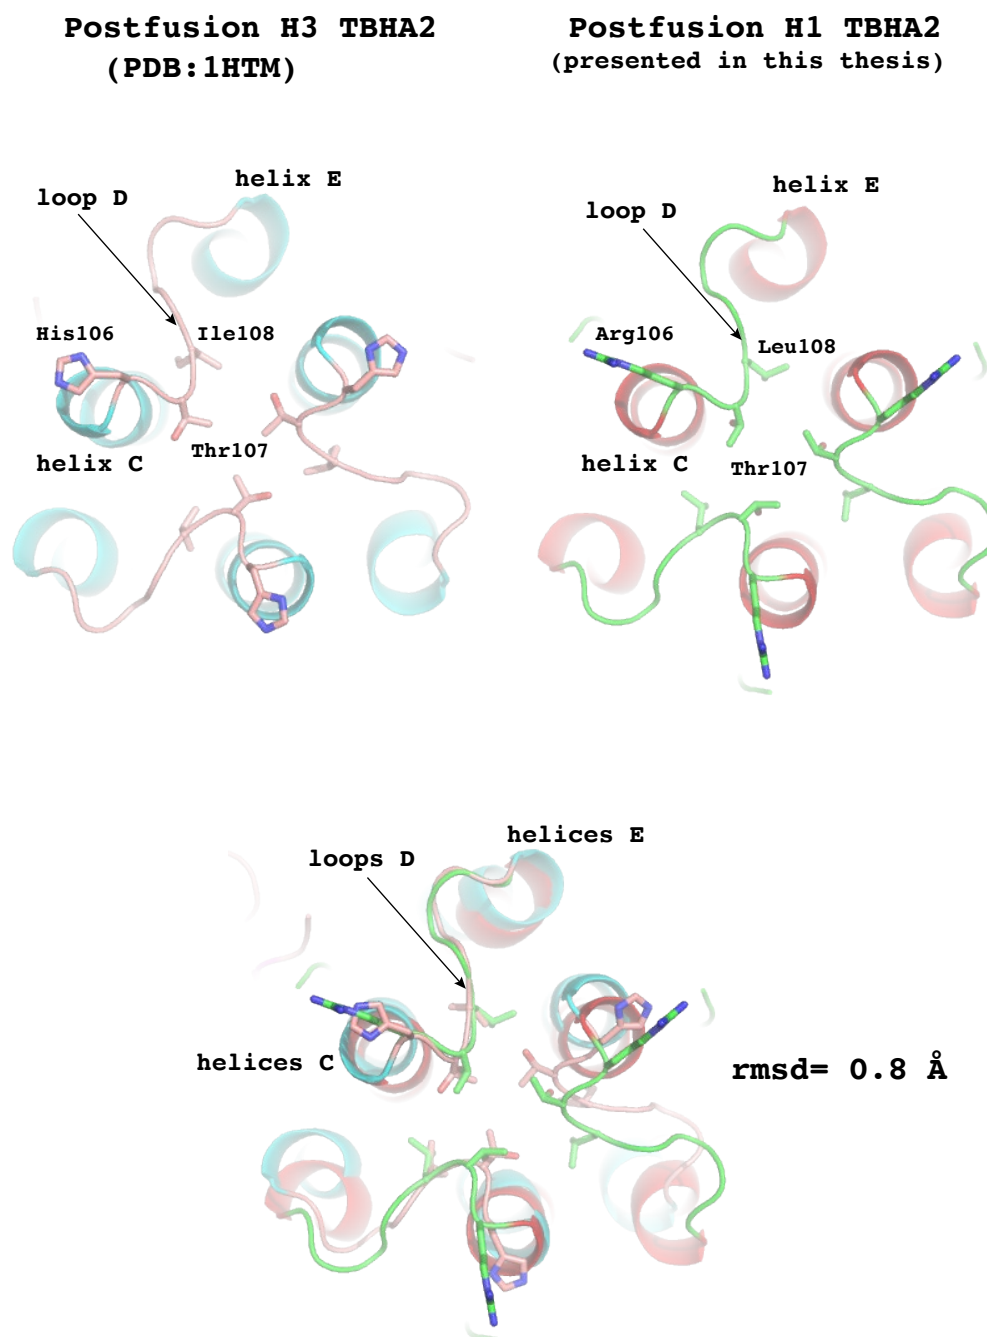 Postfusion H3 TBHA2
(PDB:1HTM)
Postfusion H1 TBHA2
(presented in this thesis)
helix E
loop D
His106
Ile108
Thr107
helix C
helix E
loop D
Arg106
Leu108
helix C
Thr107
helices E
loops D
helices C
rmsd= 0.8 Å